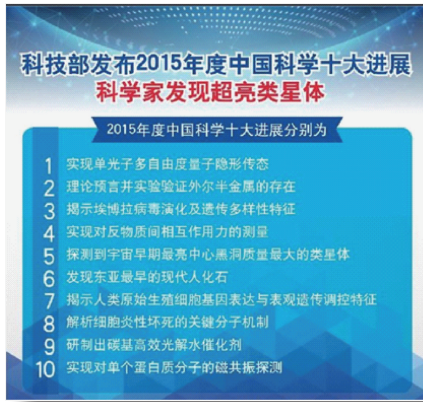 科技部发布2015年度中国科学十大进展
科学家发现超亮类星体
2015年度中国科学十大进展分别为
1 实现单光子多自由度量子隐形传态
2 理论预言并实验验证外尔半金属的存在
3 揭示埃博拉病毒演化及遗传多样性特征
4 实现对反物质间相互作用力的测量
5 探测到宇宙早期最亮中心黑洞质量最大的类星体
6 发现东亚最早的现代人化石
7 揭示人类原始生殖细胞基因表达与表观遗传调控特征
8 解析细胞炎性坏死的关键分子机制
9 研制出碳基高效光解水催化剂
10 实现对单个蛋白质分子的磁共振探测